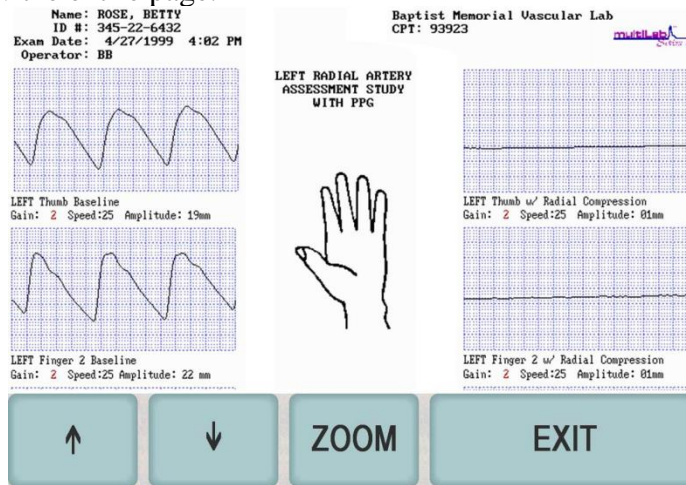 Name: ROSE, BETTY
ID #: 345-22-6432
Exam Date: 4/27/1999 4:02 PM
Operator: BB
Baptist Memorial Vascular Lab
CPT: 93923
multiLab
Series
LEFT RADIAL ARTERY
ASSESSMENT STUDY
WITH PPG
LEFT Thumb Baseline
Gain: 2 Speed:25 Amplitude: 19mm
LEFT Thumb w/ Radial Compression
Gain: 2 Speed:25 Amplitude: 01mm
LEFT Finger 2 Baseline
Gain: 2 Speed:25 Amplitude: 22 mm
LEFT Finger 2 w/ Radial Compression
Gain: 2 Speed:25 Amplitude: 01mm
ZOOM
EXIT